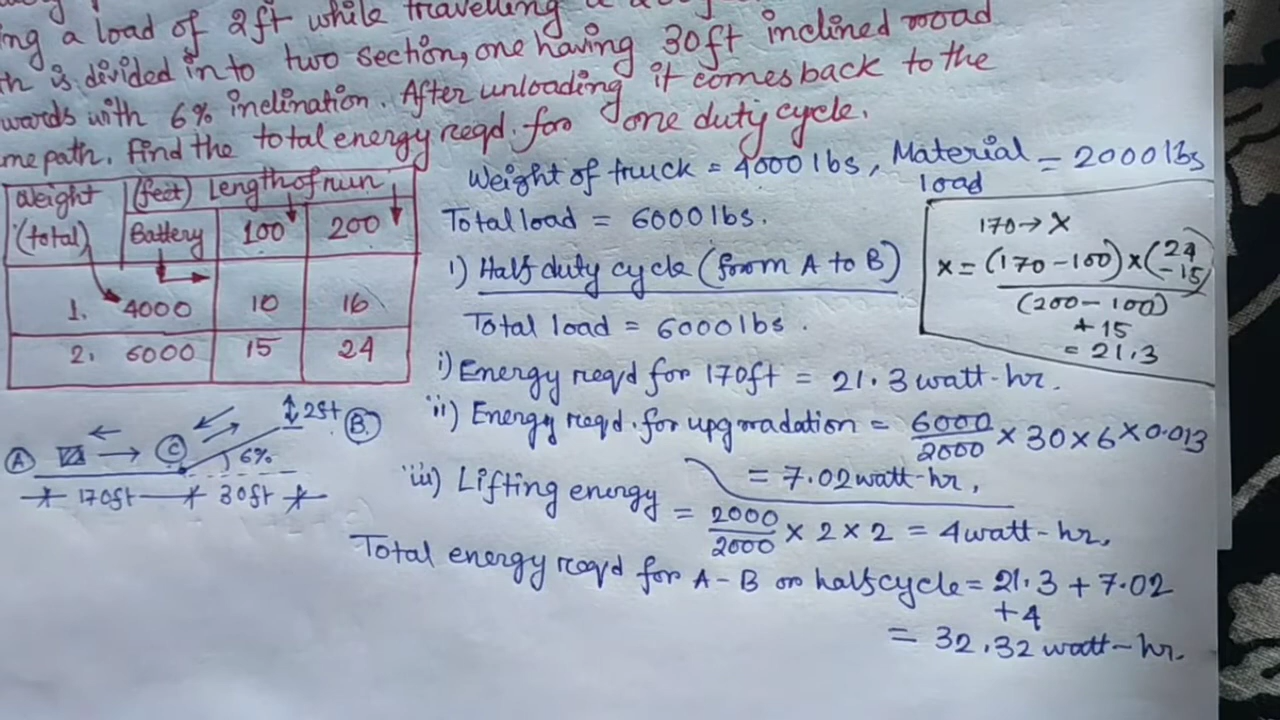 ing a load of 2ft while travelling a
th is divided in to two section, one having 30ft inclined road
wards with 6% inclination. After unloading it comes back to the
me path. Find the total energy reqd. for one duty cycle.
Weight (total)
(feet) Length of run
Battery 100 200
1. 4000 10 16
2. 6000 15 24
Weight of truck = 4000 lbs, Material load = 2000 lbs
Total load = 6000 lbs.
1) Half duty cycle (from A to B)
Total load = 6000 lbs.
170 → x
x = (170 - 100) × (24 - 15)
(200 - 100)
+ 15
= 21.3
i) Energy reqd for 170ft = 21.3 watt-hr.
ii) Energy reqd. for upgradation = 6000/2000 × 30 × 6 × 0.013
= 7.02 watt-hr,
iii) Lifting energy = 2000/2000 × 2 × 2 = 4 watt-hr,
Total energy reqd for A-B or half cycle = 21.3 + 7.02
+ 4
= 32.32 watt-hr.
A C 6% 2ft B
170ft 30ft